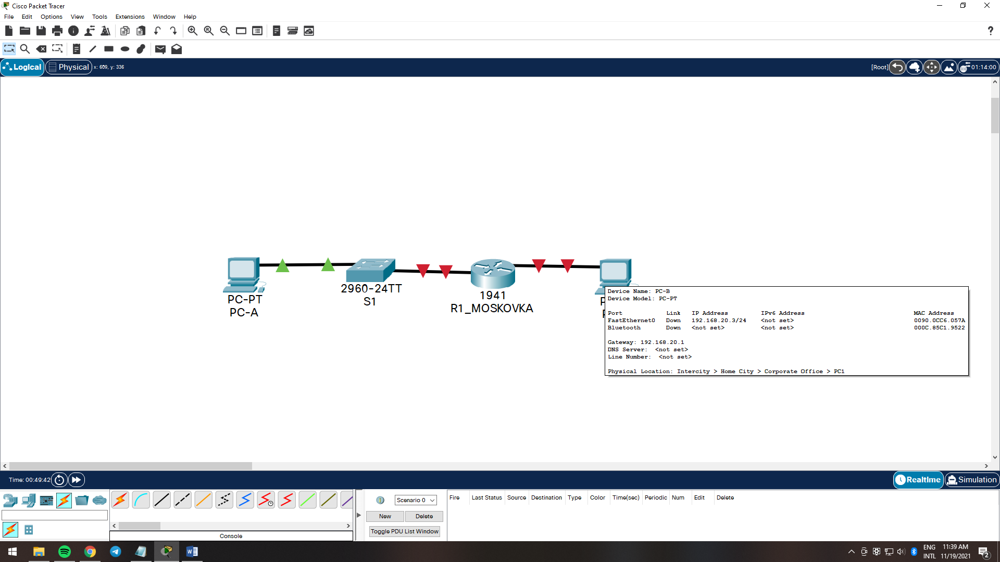 Cisco Packet Tracer
File Edit Options View Tools Extensions Window Help
?
Logical Physical x: 609, y: 336 [Root] 01:14:00
PC-PT
PC-A
2960-24TT
S1
1941
R1_MOSKOVKA
Device Name: PC-B
Device Model: PC-PT
Port Link IP Address IPv6 Address MAC Address
FastEthernet0 Down 192.168.20.3/24 <not set> 0090.0CC6.057A
Bluetooth Down <not set> <not set> 000C.85C1.9522
Gateway: 192.168.20.1
DNS Server: <not set>
Line Number: <not set>
Physical Location: Intercity > Home City > Corporate Office > PC1
Time: 00:49:42 Realtime Simulation
Scenario 0
New Delete
Toggle PDU List Window
Fire Last Status Source Destination Type Color Time(sec) Periodic Num Edit Delete
Console
ENG 11:39 AM
INTL 11/19/2021 2